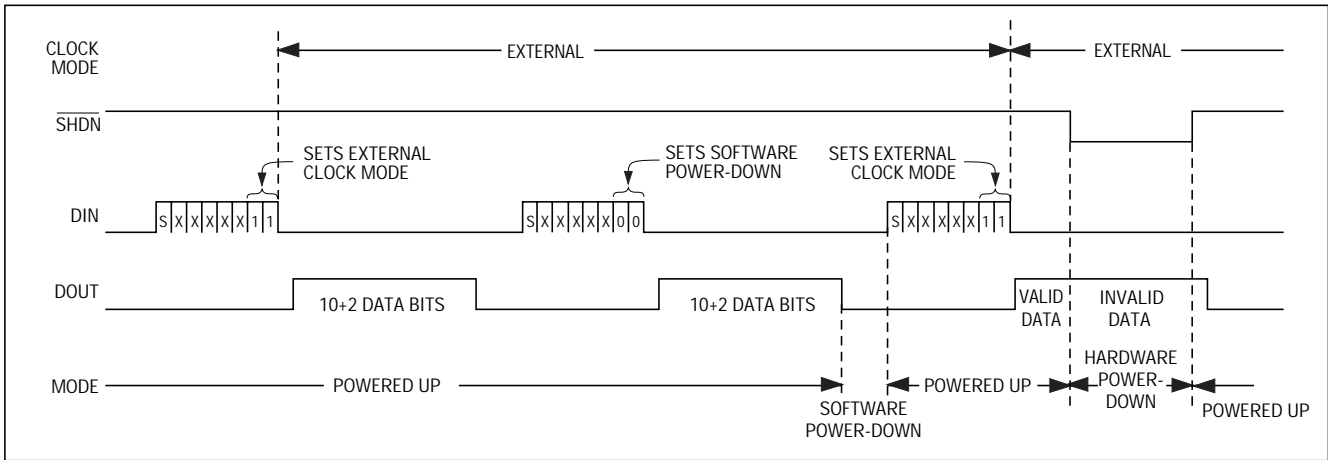 CLOCK
MODE
EXTERNAL
EXTERNAL
SHDN
SETS EXTERNAL
CLOCK MODE
SETS SOFTWARE
POWER-DOWN
SETS EXTERNAL
CLOCK MODE
DIN
S X X X X X 1 1
S X X X X X 0 0
S X X X X X 1 1
DOUT
10+2 DATA BITS
10+2 DATA BITS
VALID
DATA
INVALID
DATA
MODE
POWERED UP
SOFTWARE
POWER-DOWN
POWERED UP
HARDWARE
POWER-
DOWN
POWERED UP